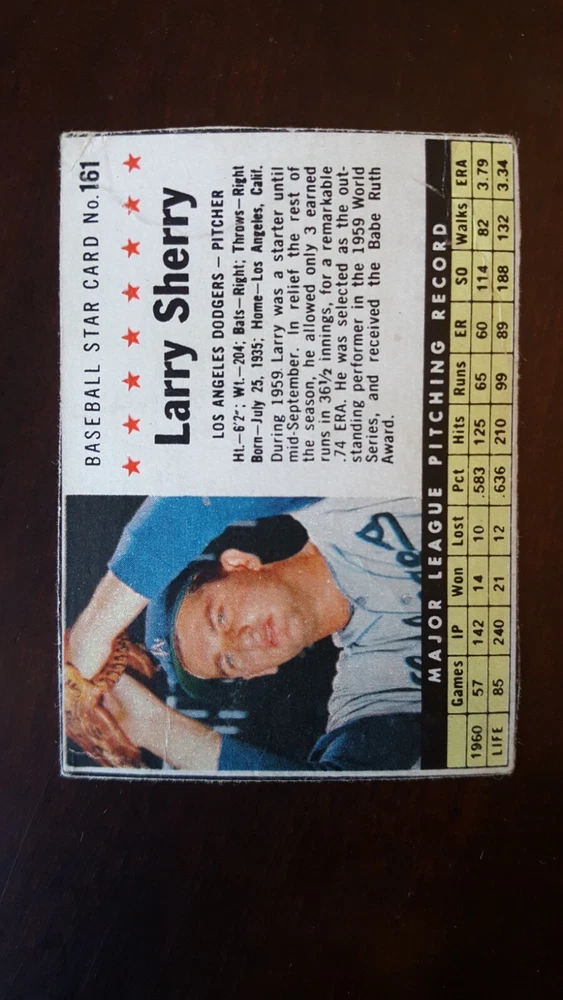 BASEBALL STAR CARD No. 161
Larry Sherry
LOS ANGELES DODGERS — PITCHER
Ht.—6'2"; Wt.—204; Bats—Right; Throws—Right
Born—July 25, 1935; Home—Los Angeles, Calif.
During 1959, Larry was a starter until
mid-September. In relief the rest of
the season, he allowed only 3 earned
runs in 36⅓ innings, for a remarkable
.74 ERA. He was selected as the out-
standing performer in the 1959 World
Series, and received the Babe Ruth
Award.
MAJOR LEAGUE PITCHING RECORD
Games IP Won Lost Pct Hits Runs ER SO Walks ERA
1960 57 142 14 10 .583 125 65 60 114 82 3.79
LIFE 85 240 21 12 .636 210 99 89 188 132 3.34